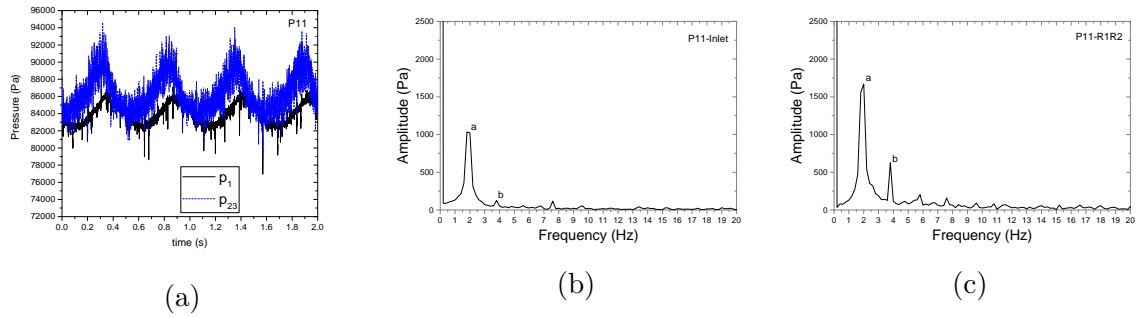 P11
96000
94000
92000
90000
88000
86000
84000
82000
80000
78000
76000
74000
72000
Pressure (Pa)
p1
p23
0.0 0.2 0.4 0.6 0.8 1.0 1.2 1.4 1.6 1.8 2.0
time (s)
(a)
P11-Inlet
2500
2000
1500
1000
500
0
Amplitude (Pa)
a
b
0 1 2 3 4 5 6 7 8 9 10 11 12 13 14 15 16 17 18 19 20
Frequency (Hz)
(b)
P11-R1R2
2500
2000
1500
1000
500
0
Amplitude (Pa)
a
b
0 1 2 3 4 5 6 7 8 9 10 11 12 13 14 15 16 17 18 19 20
Frequency (Hz)
(c)